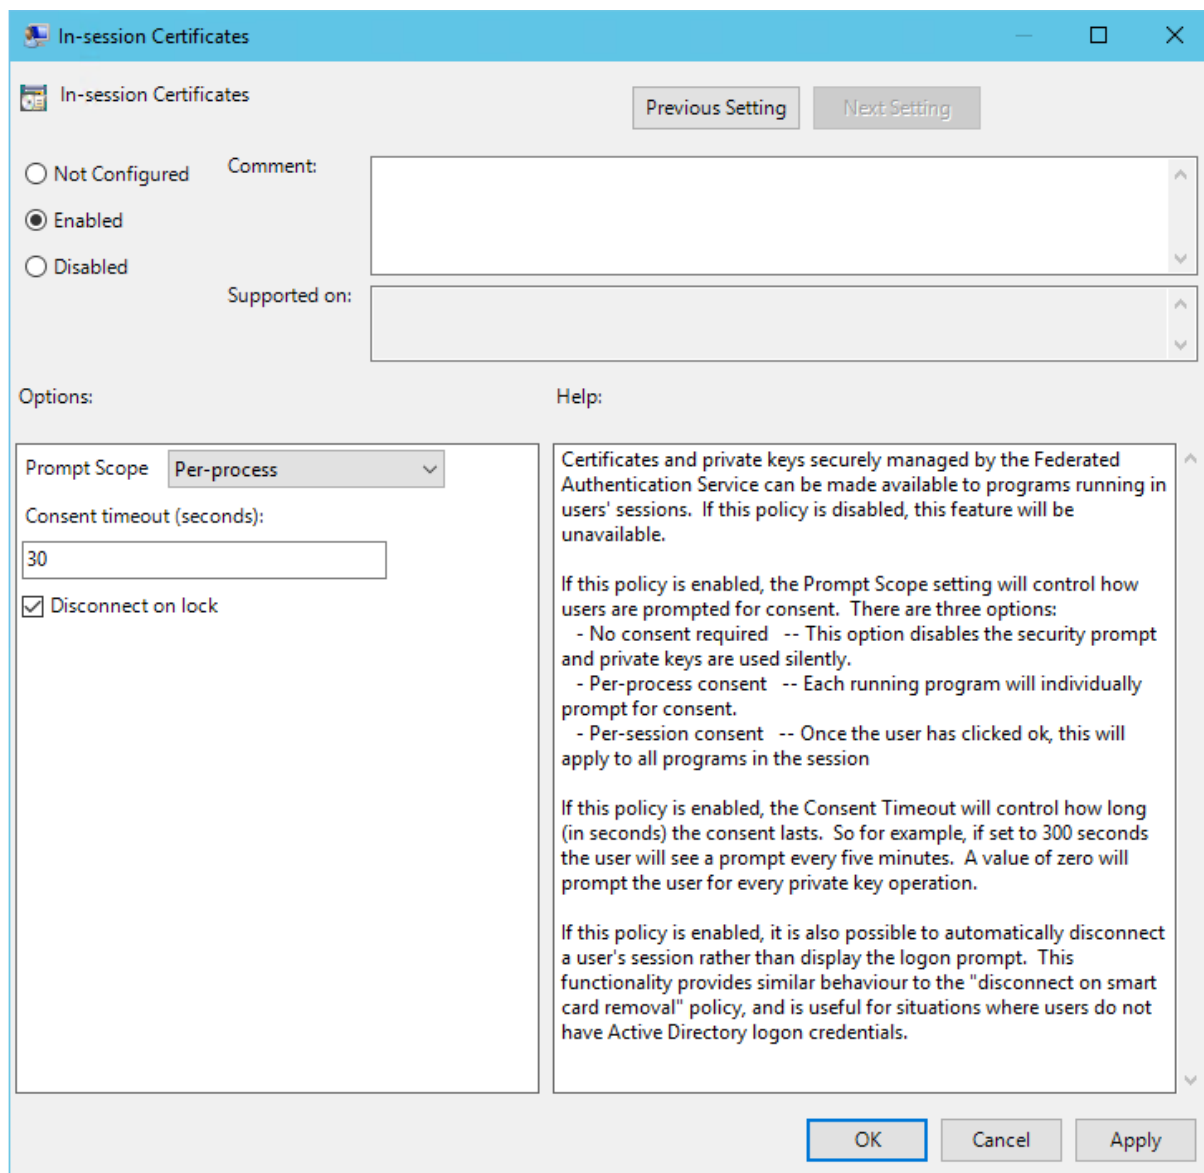 In-session Certificates
In-session Certificates
Previous Setting
Next Setting
Not Configured
Comment:
Enabled
Disabled
Supported on:
Options:
Help:
Prompt Scope
Per-process
Consent timeout (seconds):
30
Disconnect on lock
Certificates and private keys securely managed by the Federated
Authentication Service can be made available to programs running in
users' sessions.  If this policy is disabled, this feature will be
unavailable.
If this policy is enabled, the Prompt Scope setting will control how
users are prompted for consent.  There are three options:
- No consent required   -- This option disables the security prompt
and private keys are used silently.
- Per-process consent   -- Each running program will individually
prompt for consent.
- Per-session consent   -- Once the user has clicked ok, this will
apply to all programs in the session
If this policy is enabled, the Consent Timeout will control how long
(in seconds) the consent lasts.  So for example, if set to 300 seconds
the user will see a prompt every five minutes.  A value of zero will
prompt the user for every private key operation.
If this policy is enabled, it is also possible to automatically disconnect
a user's session rather than display the logon prompt.  This
functionality provides similar behaviour to the "disconnect on smart
card removal" policy, and is useful for situations where users do not
have Active Directory logon credentials.
OK
Cancel
Apply